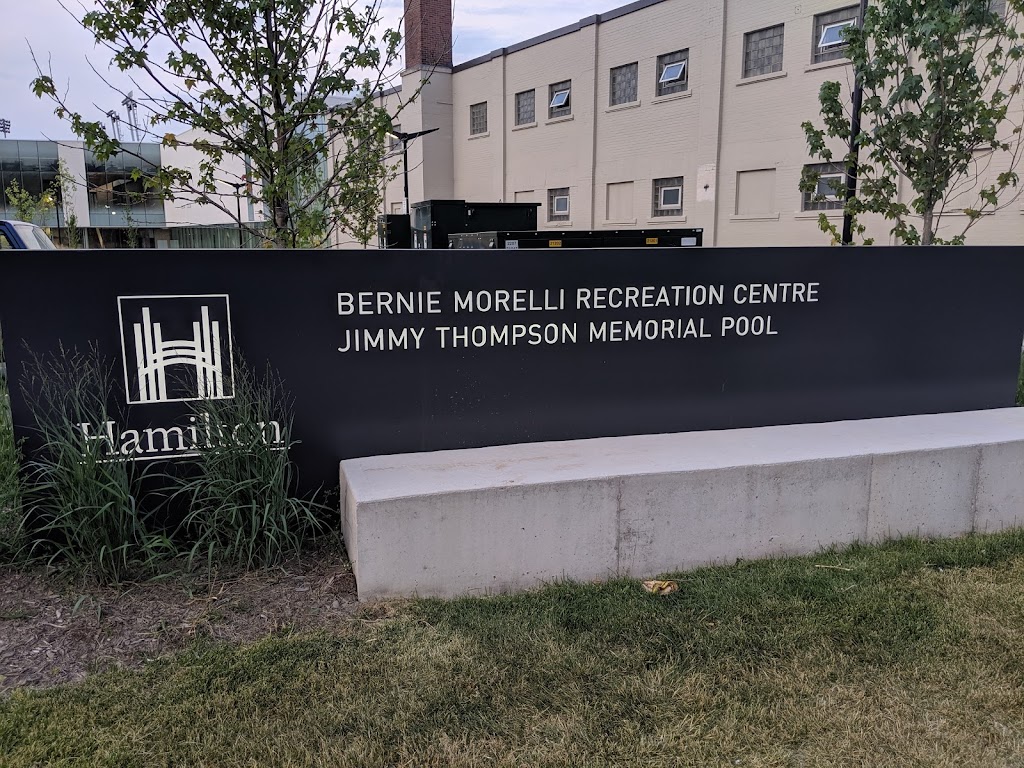 BERNIE MORELLI RECREATION CENTRE
JIMMY THOMPSON MEMORIAL POOL
Hamilton